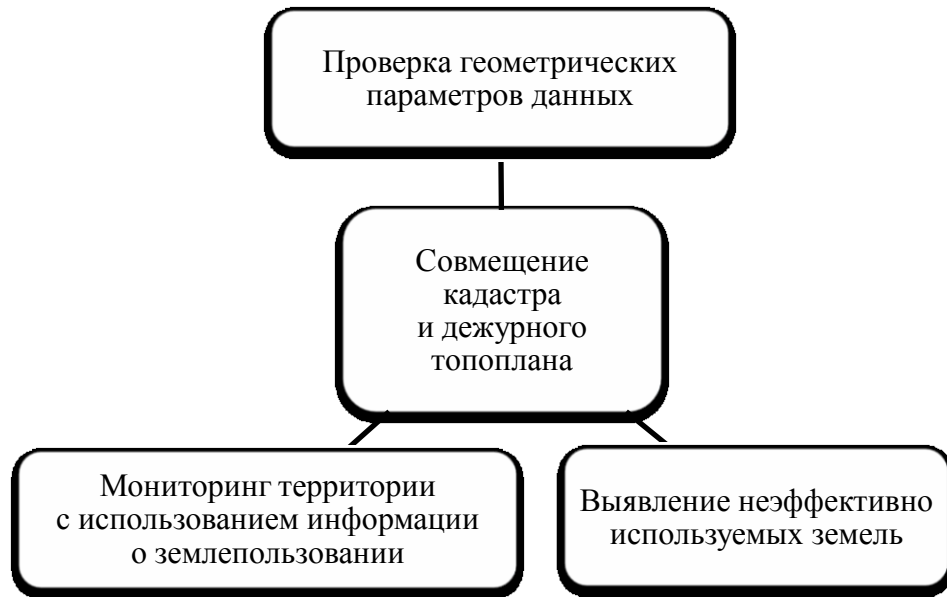 Проверка геометрических
параметров данных
Совмещение
кадастра
и дежурного
топоплана
Мониторинг территории
с использованием информации
о землепользовании
Выявление неэффективно
используемых земель